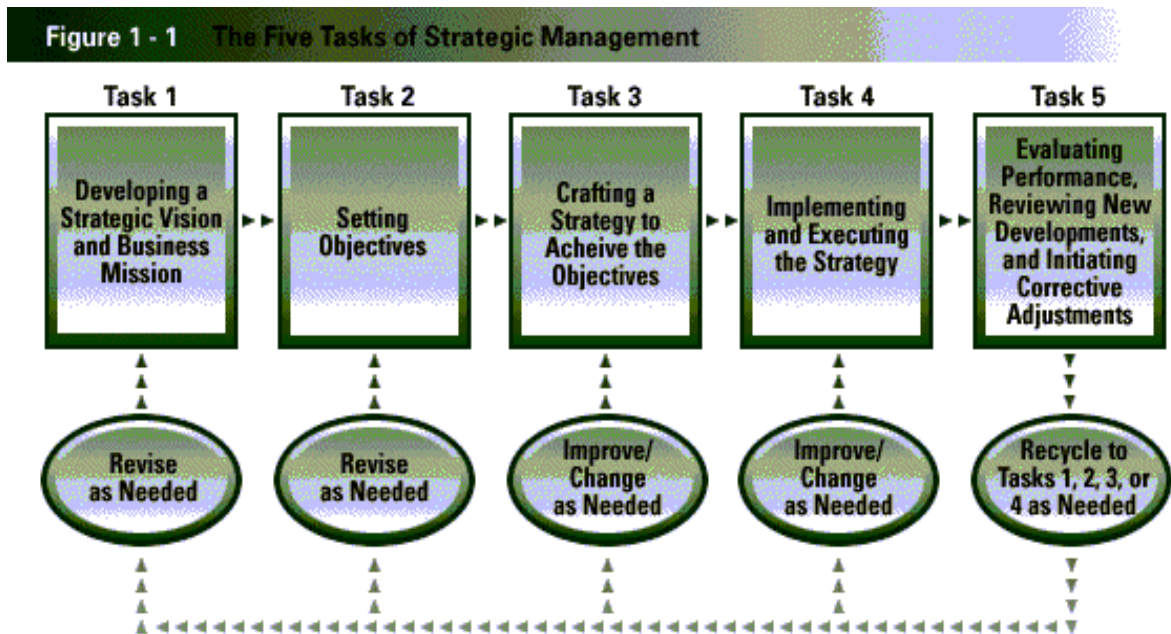 Figure 1 - 1 The Five Tasks of Strategic Management
Task 1
Developing a
Strategic Vision
and Business
Mission
Task 2
Setting
Objectives
Task 3
Crafting a
Strategy to
Acheive the
Objectives
Task 4
Implementing
and Executing
the Strategy
Task 5
Evaluating
Performance,
Reviewing New
Developments,
and Initiating
Corrective
Adjustments
Revise
as Needed
Revise
as Needed
Improve/
Change
as Needed
Improve/
Change
as Needed
Recycle to
Tasks 1, 2, 3, or
4 as Needed